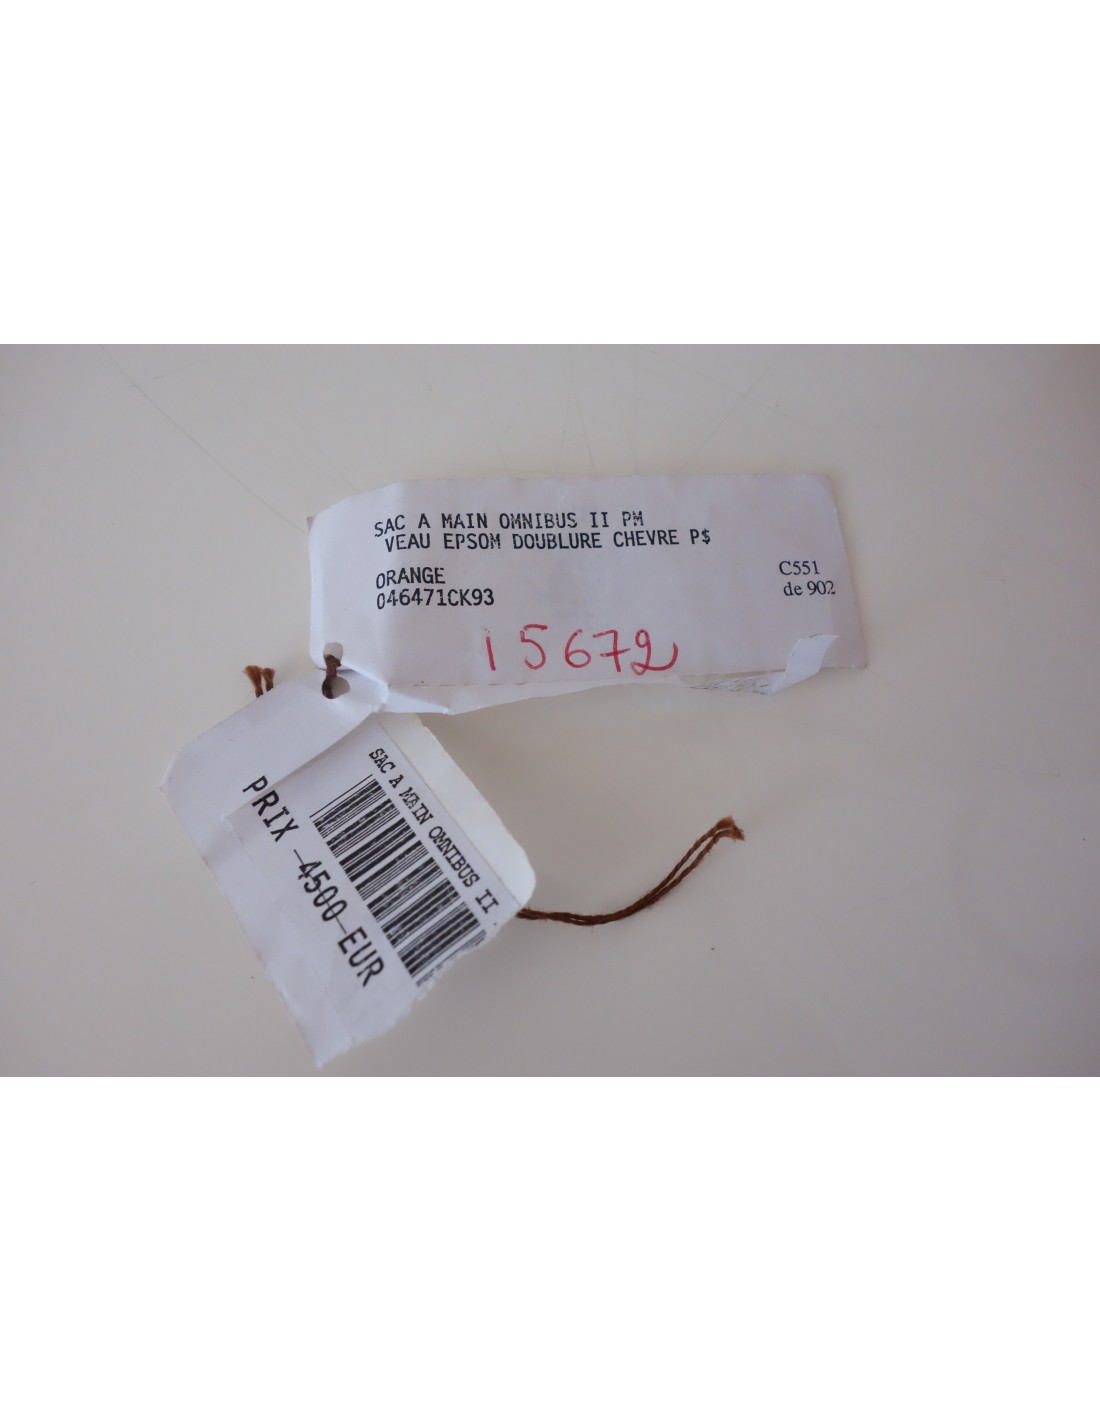 SAC A MAIN OMNIBUS II PM
VEAU EPSOM DOUBLURE CHEVRE P$
ORANGE
046471CK93
C551
de 902
15672
SAC A MAIN OMNIBUS II
PRIX 4500 EUR